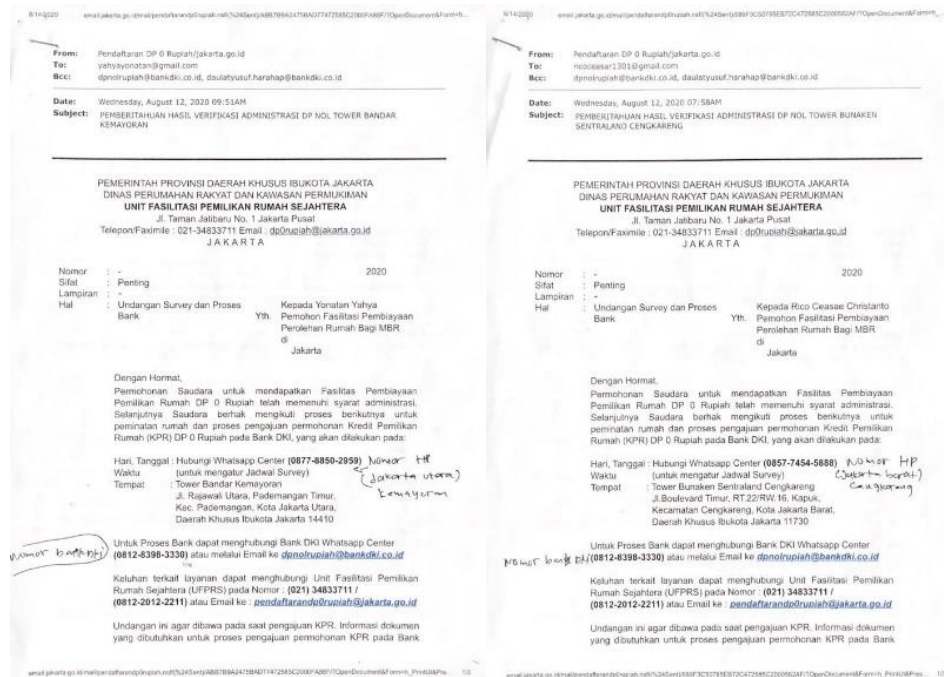 8/14/2020
From: Pendaftaran DP 0 Rupiah/jakarta.go.id
To: yahyayonatan@gmail.com
Bcc: dpnolrupiah@bankdki.co.id, daulatyusuf.harahap@bankdki.co.id
Date: Wednesday, August 12, 2020 09:51AM
Subject: PEMBERITAHUAN HASIL VERIFIKASI ADMINISTRASI DP NOL TOWER BANDAR
KEMAYORAN
PEMERINTAH PROVINSI DAERAH KHUSUS IBUKOTA JAKARTA
DINAS PERUMAHAN RAKYAT DAN KAWASAN PERMUKIMAN
UNIT FASILITASI PEMILIKAN RUMAH SEJAHTERA
Jl. Taman Jatibaru No. 1 Jakarta Pusat
Telepon/Faximile : 021-34833711 Email : dp0rupiah@jakarta.go.id
JAKARTA
Nomor : - 2020
Sifat : Penting
Lampiran : -
Hal : Undangan Survey dan Proses Kepada Yonatan Yahya
Bank Yth. Pemohon Fasilitasi Pembiayaan
Perolehan Rumah Bagi MBR
di
Jakarta
Dengan Hormat,
Permohonan Saudara untuk mendapatkan Fasilitas Pembiayaan
Pemilikan Rumah DP 0 Rupiah telah memenuhi syarat administrasi.
Selanjutnya Saudara berhak mengikuti proses berikutnya untuk
peminatan rumah dan proses pengajuan permohonan Kredit Pemilikan
Rumah (KPR) DP 0 Rupiah pada Bank DKI, yang akan dilakukan pada:
Hari, Tanggal : Hubungi Whatsapp Center (0877-8850-2959) Nomor HP
Waktu (untuk mengatur Jadwal Survey) (Jakarta utara)
Tempat : Tower Bandar Kemayoran Kemayoran
Jl. Rajawali Utara, Pademangan Timur,
Kec. Pademangan, Kota Jakarta Utara,
Daerah Khusus Ibukota Jakarta 14410
Untuk Proses Bank dapat menghubungi Bank DKI Whatsapp Center
Nomor bank DKI (0812-8398-3330) atau melalui Email ke dpnolrupiah@bankdki.co.id
Keluhan terkait layanan dapat menghubungi Unit Fasilitasi Pemilikan
Rumah Sejahtera (UFPRS) pada Nomor : (021) 34833711 /
(0812-2012-2211) atau Email ke : pendaftarandp0rupiah@jakarta.go.id
Undangan ini agar dibawa pada saat pengajuan KPR. Informasi dokumen
yang dibutuhkan untuk proses pengajuan permohonan KPR pada Bank
1/2
8/14/2020
From: Pendaftaran DP 0 Rupiah/jakarta.go.id
To: ricoceasar1301@gmail.com
Bcc: dpnolrupiah@bankdki.co.id, daulatyusuf.harahap@bankdki.co.id
Date: Wednesday, August 12, 2020 07:58AM
Subject: PEMBERITAHUAN HASIL VERIFIKASI ADMINISTRASI DP NOL TOWER BUNAKEN
SENTRALAND CENGKARENG
PEMERINTAH PROVINSI DAERAH KHUSUS IBUKOTA JAKARTA
DINAS PERUMAHAN RAKYAT DAN KAWASAN PERMUKIMAN
UNIT FASILITASI PEMILIKAN RUMAH SEJAHTERA
Jl. Taman Jatibaru No. 1 Jakarta Pusat
Telepon/Faximile : 021-34833711 Email : dp0rupiah@jakarta.go.id
JAKARTA
Nomor : - 2020
Sifat : Penting
Lampiran : -
Hal : Undangan Survey dan Proses Kepada Rico Ceasae Christanto
Bank Yth. Pemohon Fasilitasi Pembiayaan
Perolehan Rumah Bagi MBR
di
Jakarta
Dengan Hormat,
Permohonan Saudara untuk mendapatkan Fasilitas Pembiayaan
Pemilikan Rumah DP 0 Rupiah telah memenuhi syarat administrasi.
Selanjutnya Saudara berhak mengikuti proses berikutnya untuk
peminatan rumah dan proses pengajuan permohonan Kredit Pemilikan
Rumah (KPR) DP 0 Rupiah pada Bank DKI, yang akan dilakukan pada:
Hari, Tanggal : Hubungi Whatsapp Center (0857-7454-5888) Nomor HP
Waktu (untuk mengatur Jadwal Survey) (Jakarta barat)
Tempat : Tower Bunaken Sentraland Cengkareng Cengkareng
Jl.Boulevard Timur, RT.22/RW.16, Kapuk,
Kecamatan Cengkareng, Kota Jakarta Barat,
Daerah Khusus Ibukota Jakarta 11730
Untuk Proses Bank dapat menghubungi Bank DKI Whatsapp Center
Nomor bank DKI (0812-8398-3330) atau melalui Email ke dpnolrupiah@bankdki.co.id
Keluhan terkait layanan dapat menghubungi Unit Fasilitasi Pemilikan
Rumah Sejahtera (UFPRS) pada Nomor : (021) 34833711 /
(0812-2012-2211) atau Email ke : pendaftarandp0rupiah@jakarta.go.id
Undangan ini agar dibawa pada saat pengajuan KPR. Informasi dokumen
yang dibutuhkan untuk proses pengajuan permohonan KPR pada Bank